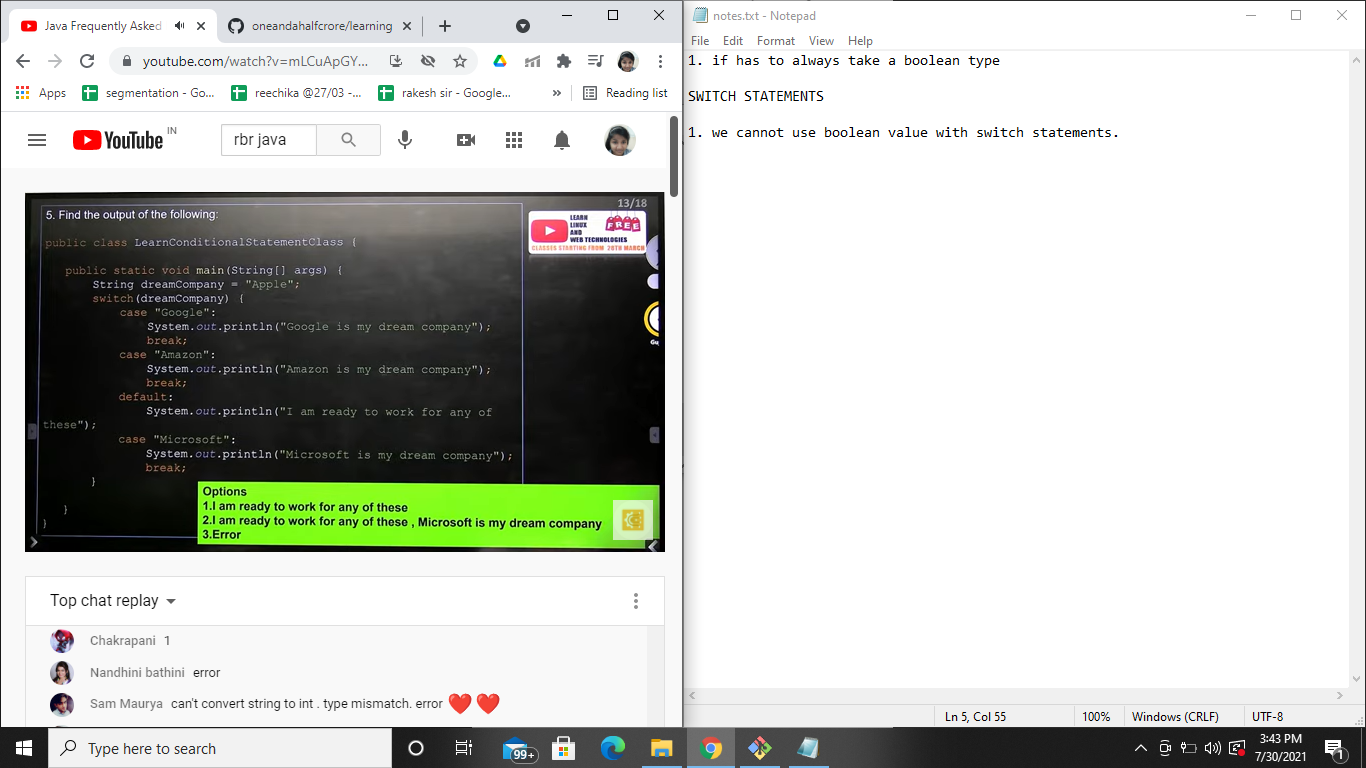 Java Frequently Asked
oneandahalfcrore/learning
youtube.com/watch?v=mLCuApGY...
Apps
segmentation - Go...
reechika @27/03 -...
rakesh sir - Google...
»
Reading list
YouTube IN
rbr java
5. Find the output of the following:
13/18
public class LearnConditionalStatementClass {
public static void main(String[] args) {
String dreamCompany = "Apple";
switch(dreamCompany) {
case "Google":
System.out.println("Google is my dream company");
break;
case "Amazon":
System.out.println("Amazon is my dream company");
break;
default:
System.out.println("I am ready to work for any of
these");
case "Microsoft":
System.out.println("Microsoft is my dream company");
break;
}
}
}
LEARN
LINUX
AND
WEB TECHNOLOGIES
FREE
CLASSES STARTING FROM 28TH MARCH
Options
1.I am ready to work for any of these
2.I am ready to work for any of these , Microsoft is my dream company
3.Error
Top chat replay
Chakrapani 1
Nandhini bathini error
Sam Maurya can't convert string to int . type mismatch. error ❤️❤️
notes.txt - Notepad
File Edit Format View Help
1. if has to always take a boolean type
SWITCH STATEMENTS
1. we cannot use boolean value with switch statements.
Ln 5, Col 55
100%
Windows (CRLF)
UTF-8
Type here to search
99+
3:43 PM
7/30/2021
1